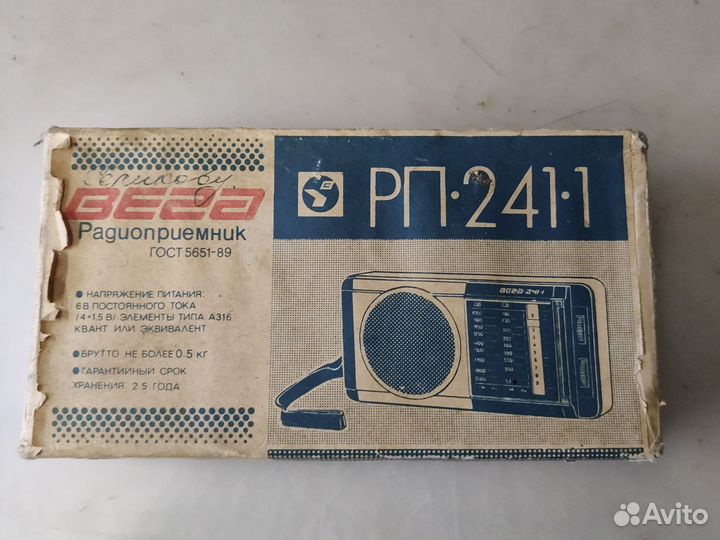 ВЕГА
Радиоприемник
ГОСТ 5651-89
• НАПРЯЖЕНИЕ ПИТАНИЯ:
6 В ПОСТОЯННОГО ТОКА
/4×1.5 В/ ЭЛЕМЕНТЫ ТИПА А316
КВАНТ ИЛИ ЭКВИВАЛЕНТ
• БРУТТО НЕ БОЛЕЕ 0.5 КГ
• ГАРАНТИЙНЫЙ СРОК
ХРАНЕНИЯ 2.5 ГОДА
РП·241·1
ВЕГА-241-1
Avito